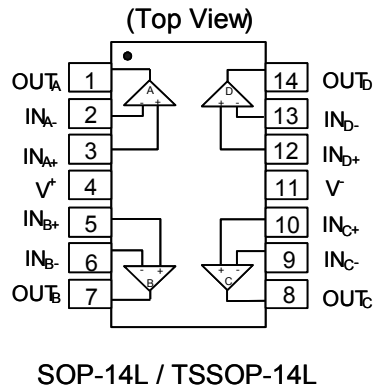 (Top View)
OUTA 1 14 OUTD
A D
INA- 2 - + + - 13 IND-
INA+ 3 12 IND+
V+ 4 11 V-
INB+ 5 10 INC+
INB- 6 - + + - 9 INC-
B C
OUTB 7 8 OUTC
SOP-14L / TSSOP-14L